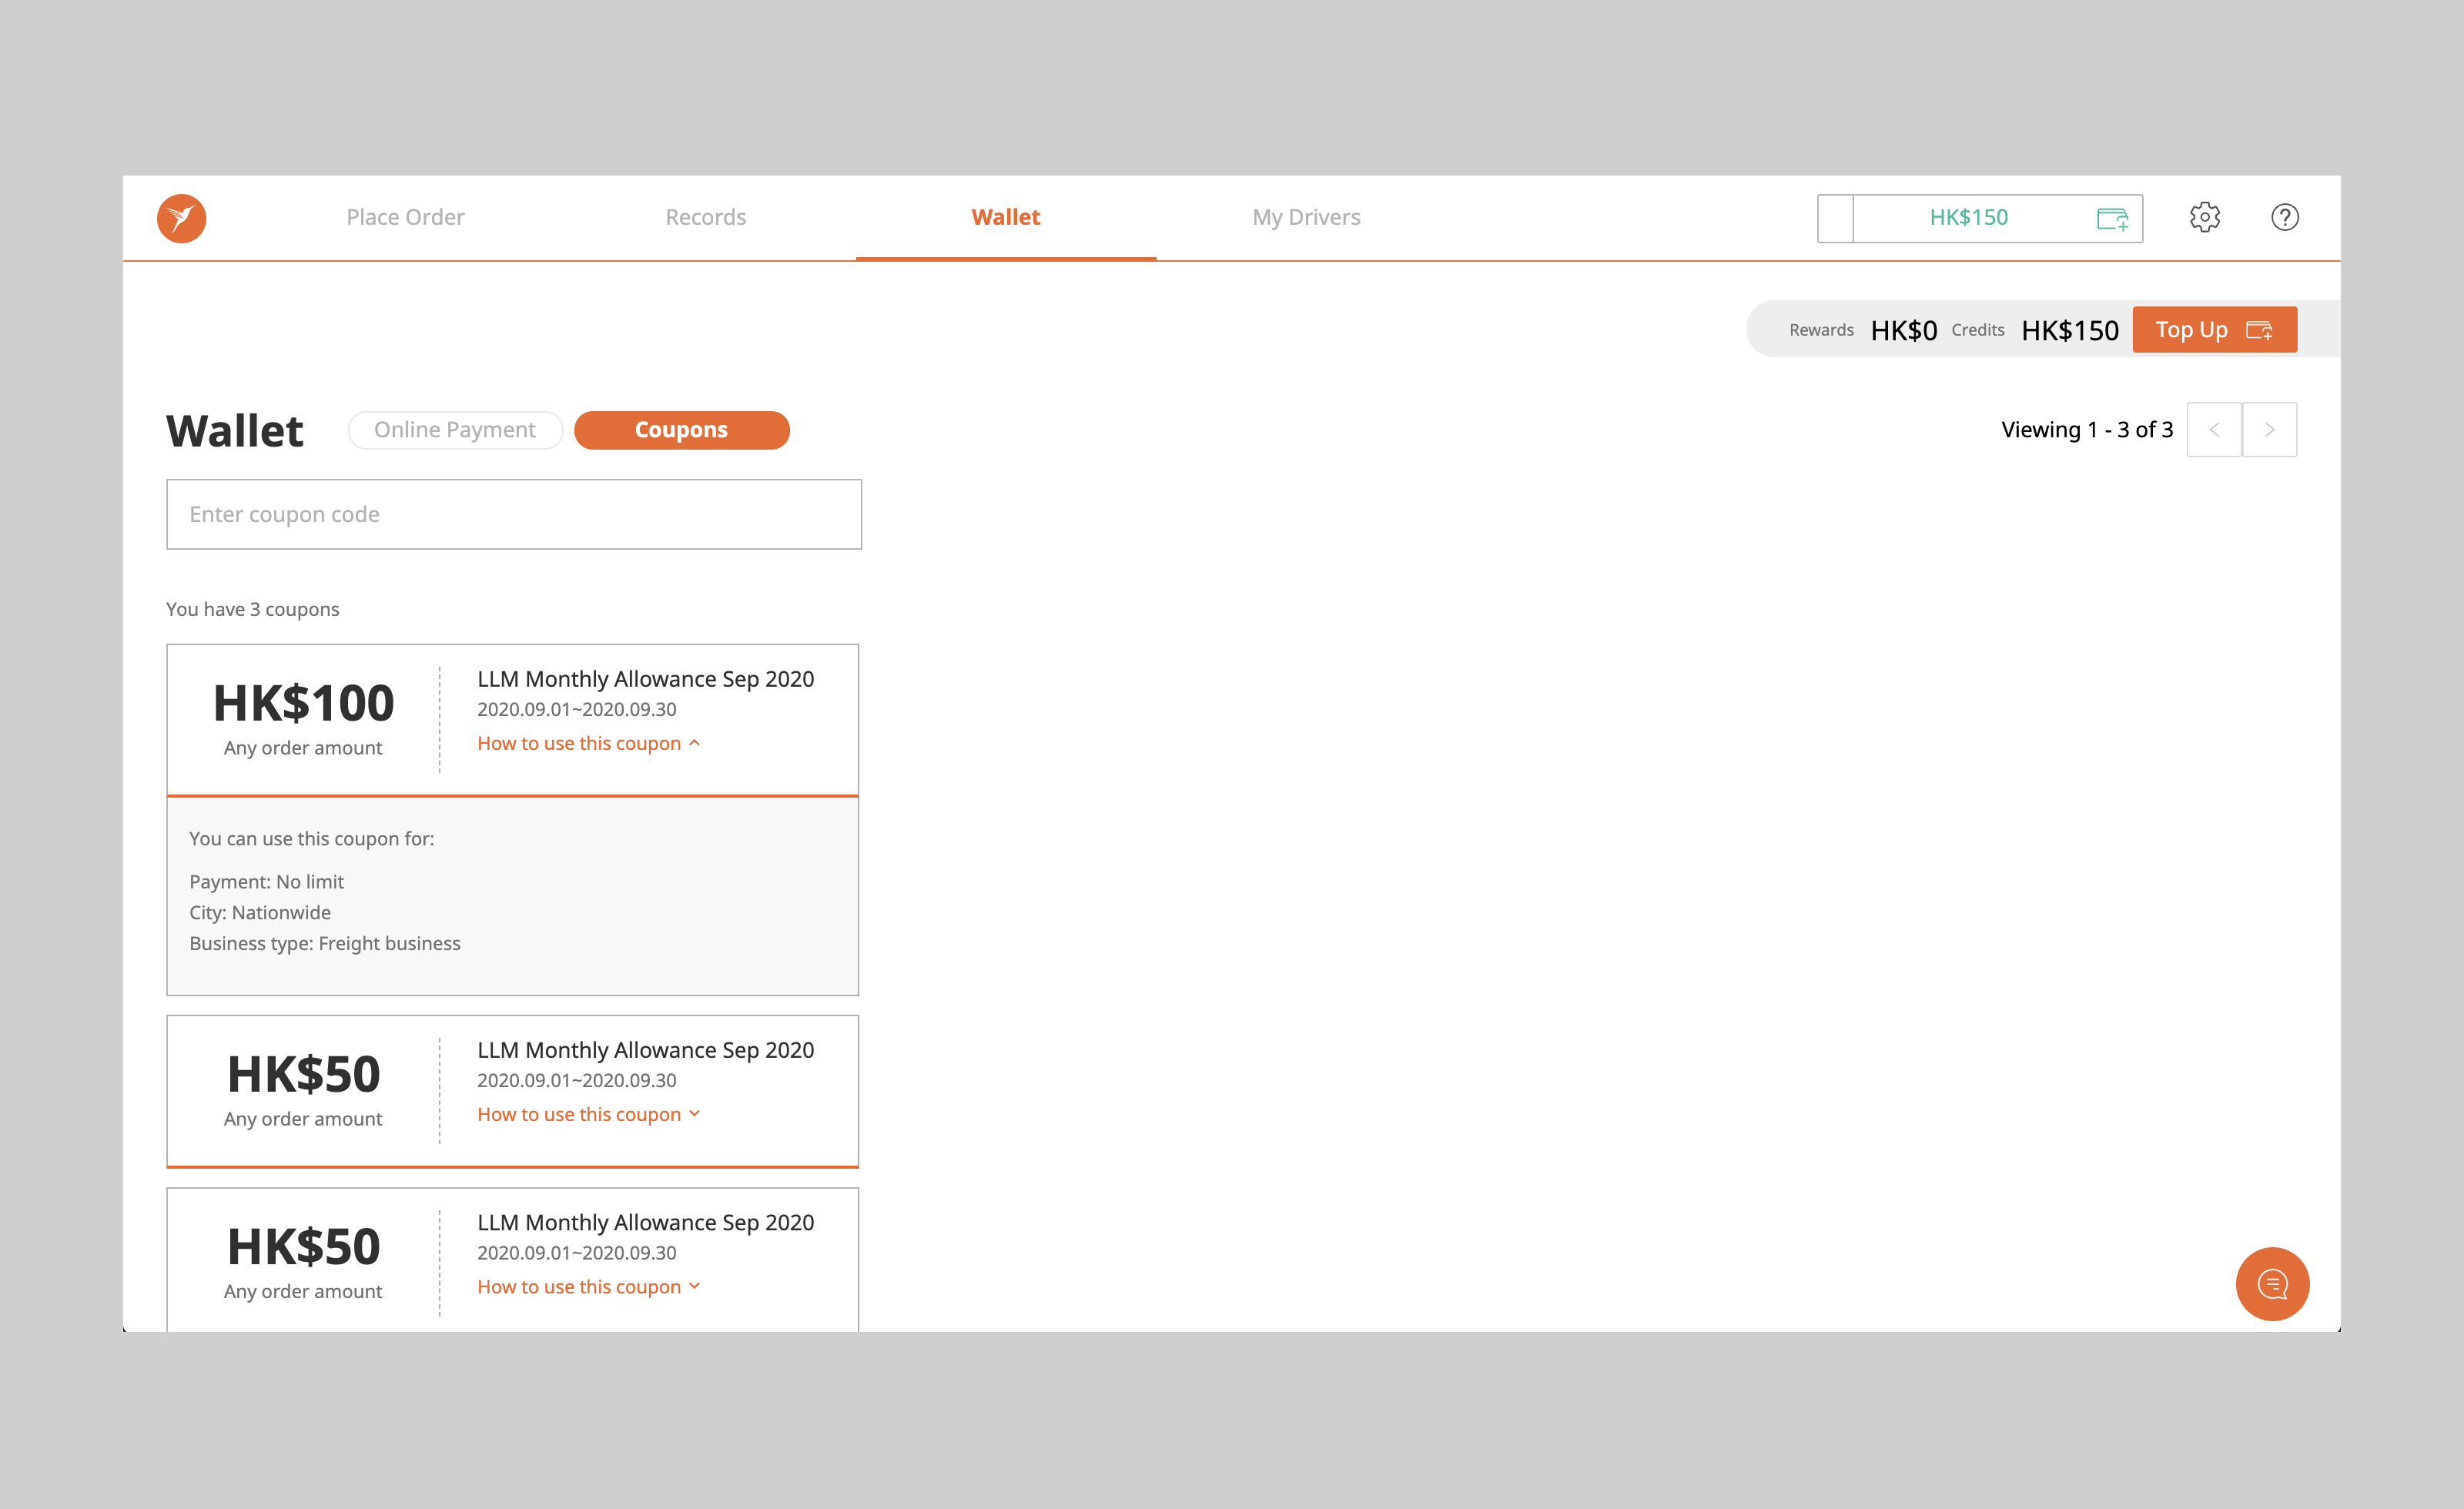 Place Order
Records
Wallet
My Drivers
HK$150
Rewards HK$0 Credits HK$150 Top Up
Wallet
Online Payment
Coupons
Viewing 1 - 3 of 3
Enter coupon code
You have 3 coupons
HK$100
Any order amount
LLM Monthly Allowance Sep 2020
2020.09.01~2020.09.30
How to use this coupon
You can use this coupon for:
Payment: No limit
City: Nationwide
Business type: Freight business
HK$50
Any order amount
LLM Monthly Allowance Sep 2020
2020.09.01~2020.09.30
How to use this coupon
HK$50
Any order amount
LLM Monthly Allowance Sep 2020
2020.09.01~2020.09.30
How to use this coupon